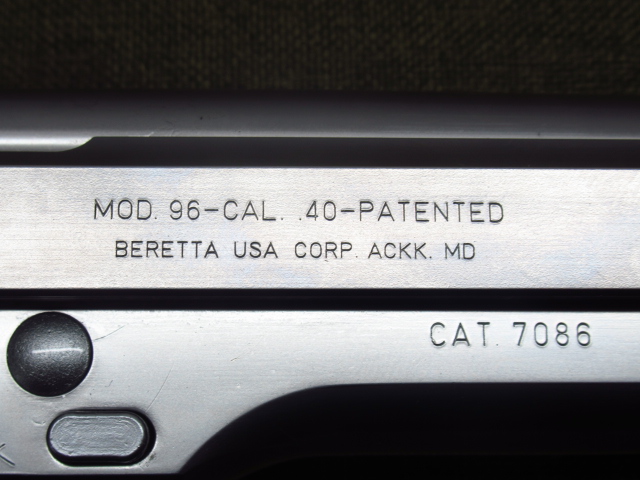 MOD. 96-CAL. .40-PATENTED
BERETTA USA CORP. ACKK. MD
CAT. 7086